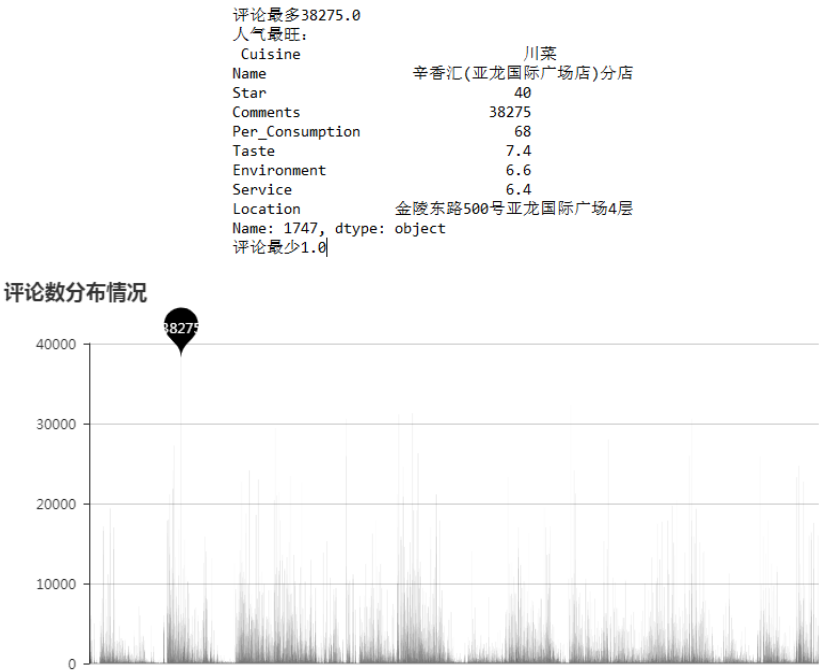 评论最多38275.0
人气最旺:
Cuisine 川菜
Name 辛香汇(亚龙国际广场店)分店
Star 40
Comments 38275
Per_Consumption 68
Taste 7.4
Environment 6.6
Service 6.4
Location 金陵东路500号亚龙国际广场4层
Name: 1747, dtype: object
评论最少1.0
评论数分布情况
38275
40000
30000
20000
10000
0